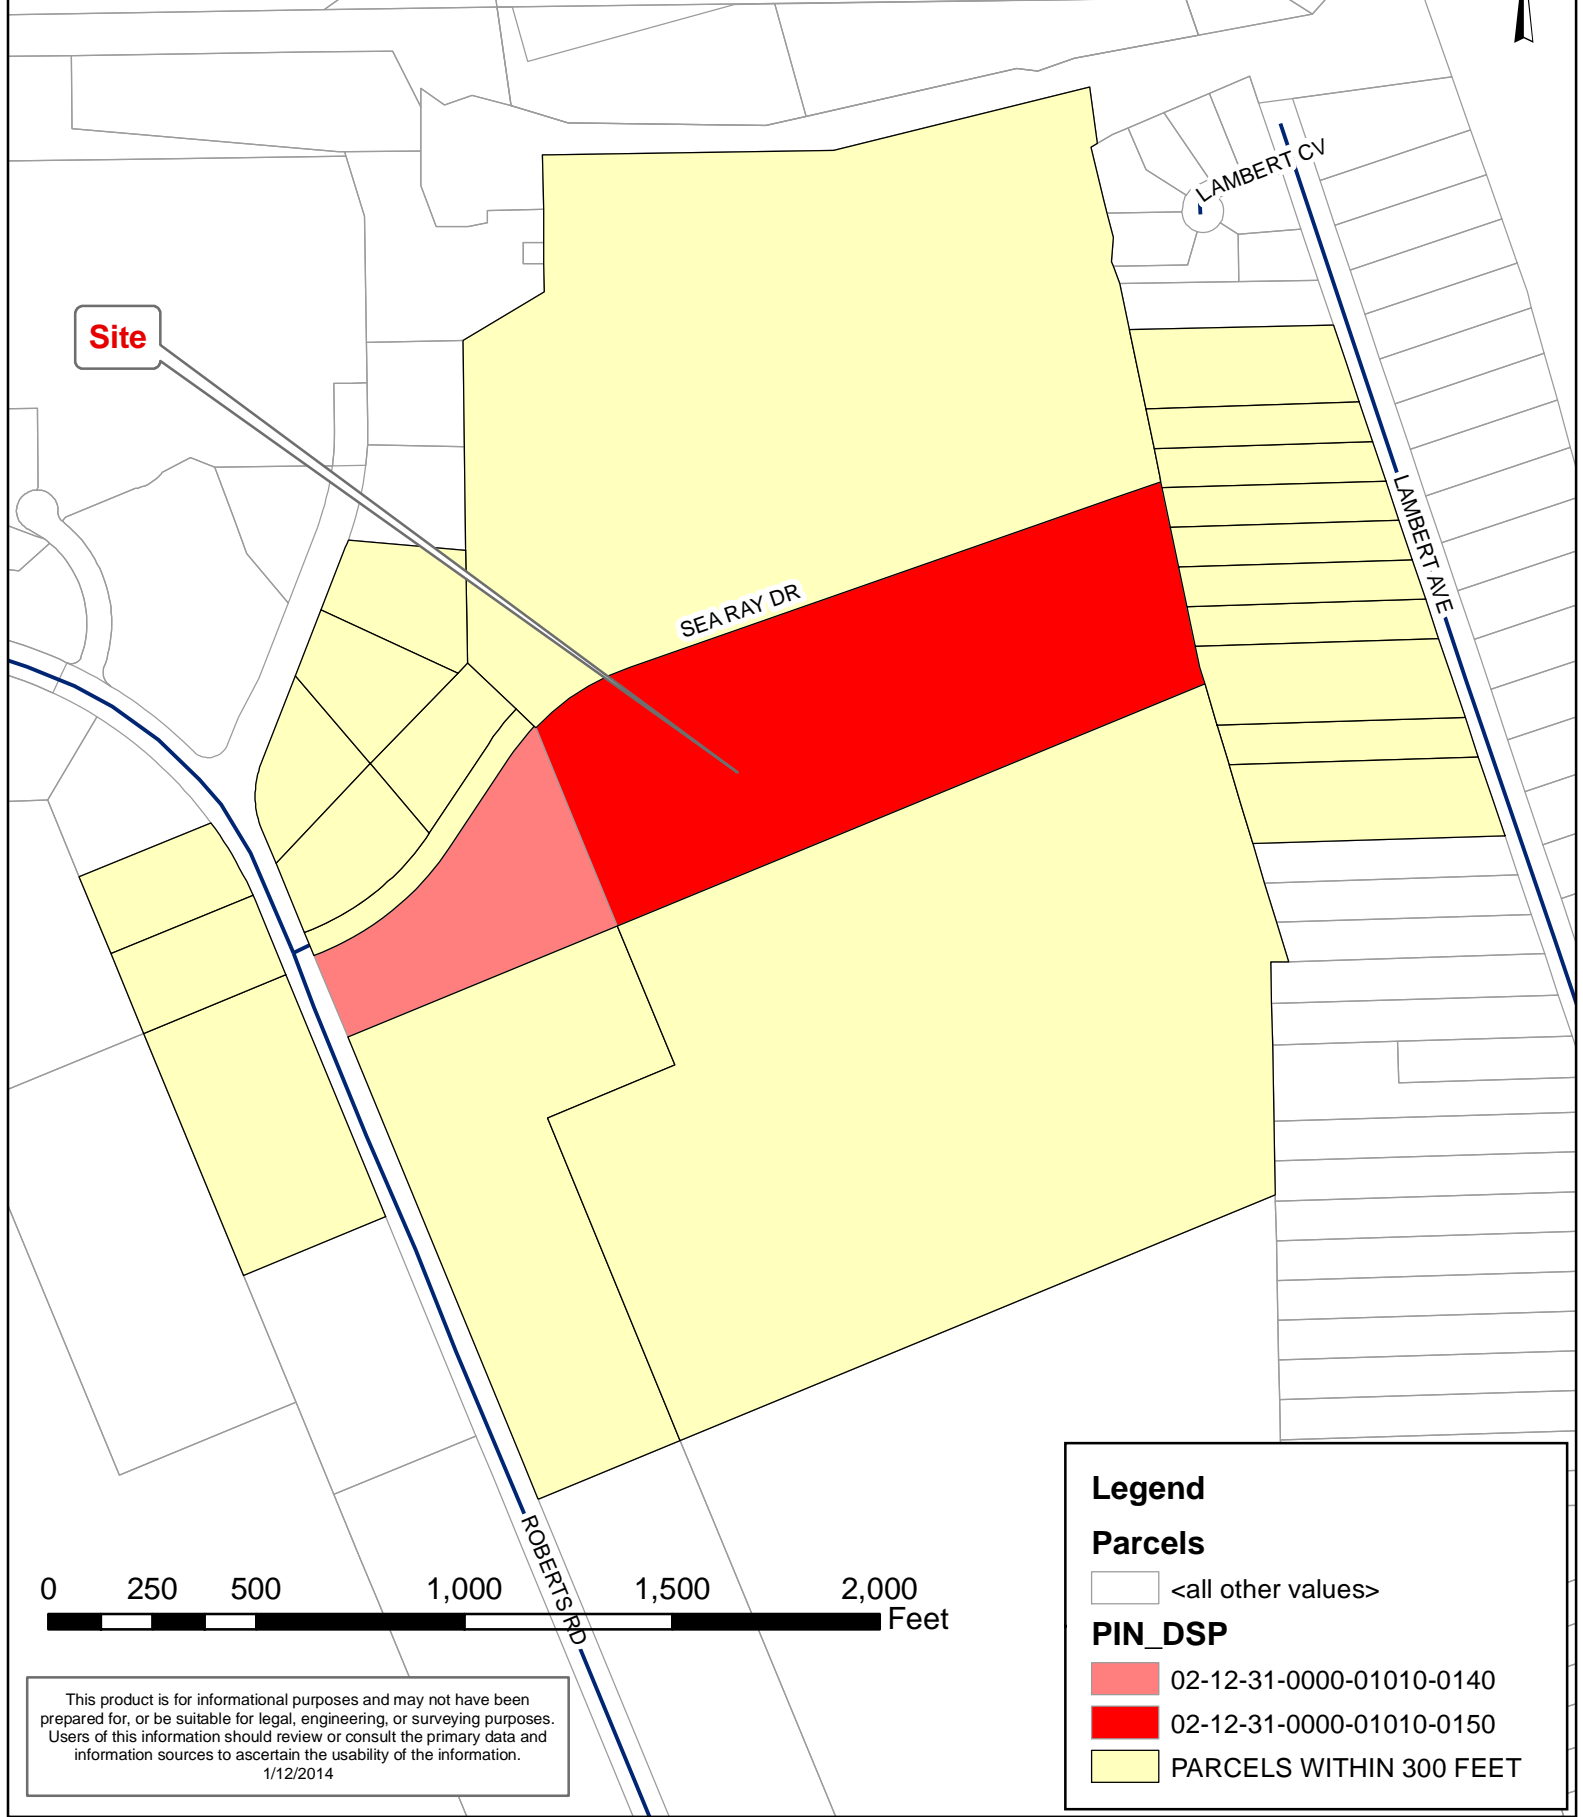 LAMBERT CV
Site
LAMBERT AVE
SEA RAY DR
ROBERTS RD
0 250 500 1,000 1,500 2,000
Feet
This product is for informational purposes and may not have been
prepared for, or be suitable for legal, engineering, or surveying purposes.
Users of this information should review or consult the primary data and
information sources to ascertain the usability of the information.
1/12/2014
Legend
Parcels
<all other values>
PIN_DSP
02-12-31-0000-01010-0140
02-12-31-0000-01010-0150
PARCELS WITHIN 300 FEET